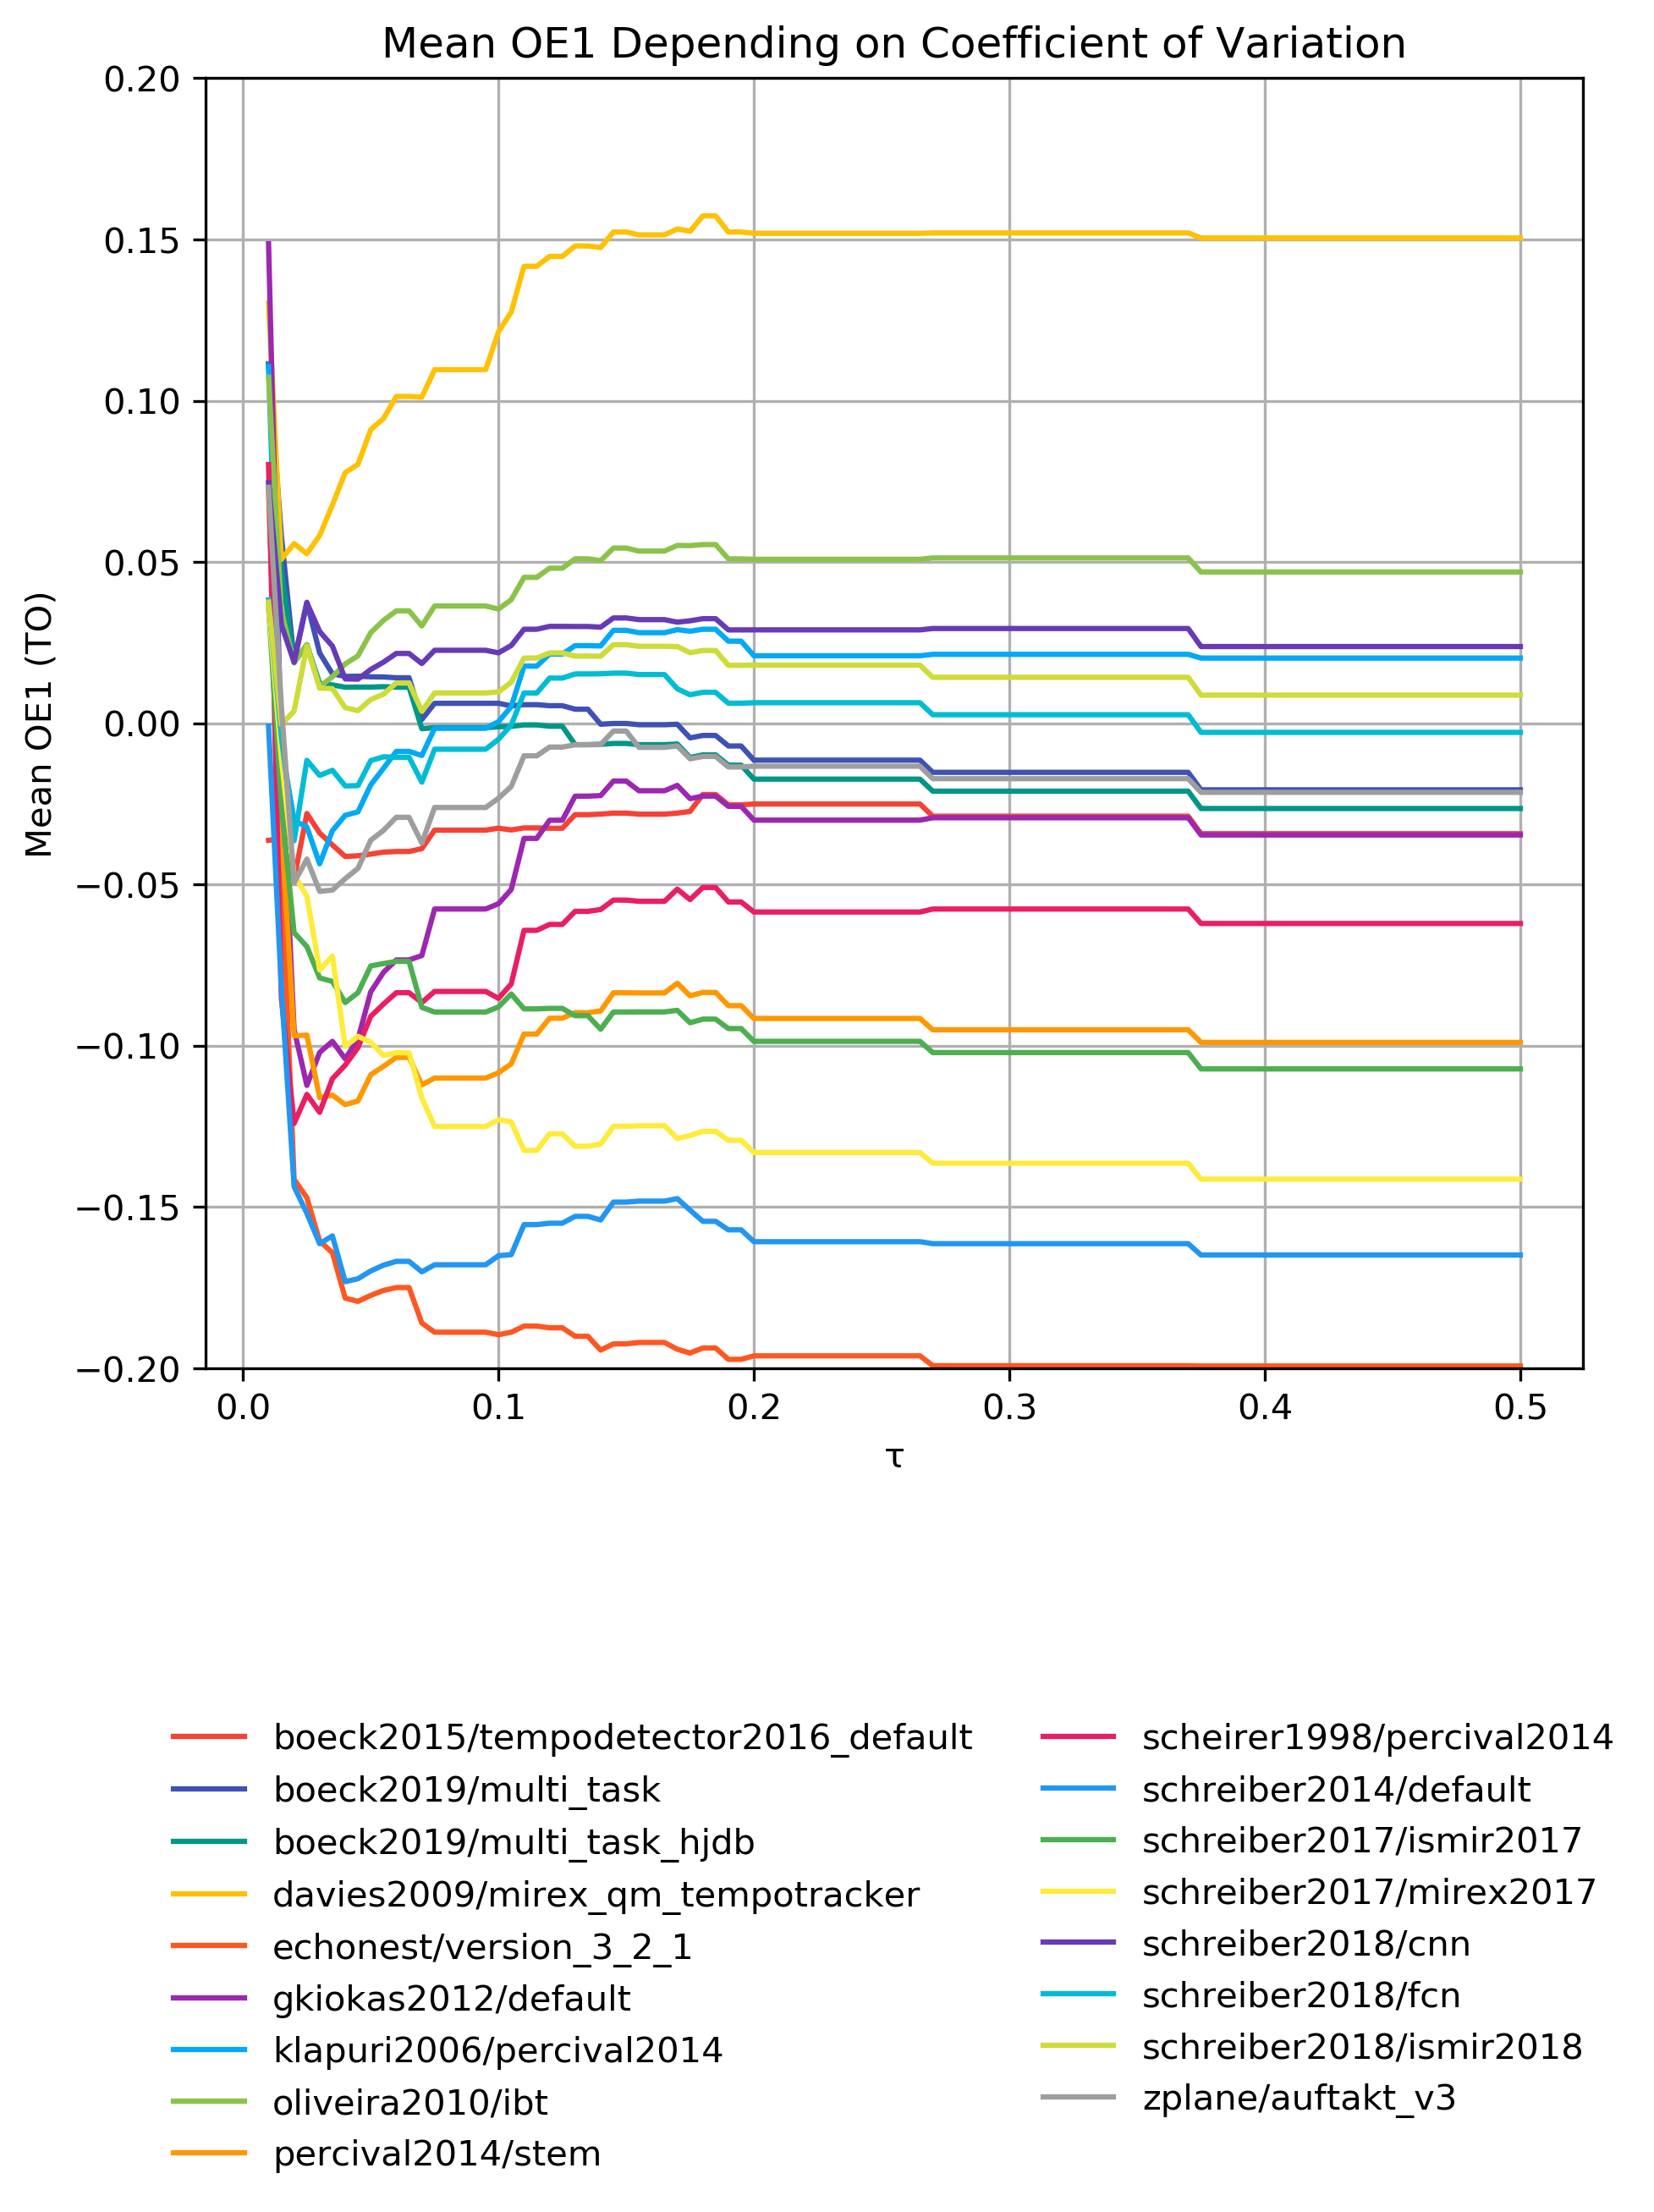 Mean OE1 Depending on Coefficient of Variation
0.20
0.15
0.10
0.05
0.00
−0.05
−0.10
−0.15
−0.20
Mean OE1 (TO)
0.0 0.1 0.2 0.3 0.4 0.5
τ
boeck2015/tempodetector2016_default
boeck2019/multi_task
boeck2019/multi_task_hjdb
davies2009/mirex_qm_tempotracker
echonest/version_3_2_1
gkiokas2012/default
klapuri2006/percival2014
oliveira2010/ibt
percival2014/stem
scheirer1998/percival2014
schreiber2014/default
schreiber2017/ismir2017
schreiber2017/mirex2017
schreiber2018/cnn
schreiber2018/fcn
schreiber2018/ismir2018
zplane/auftakt_v3